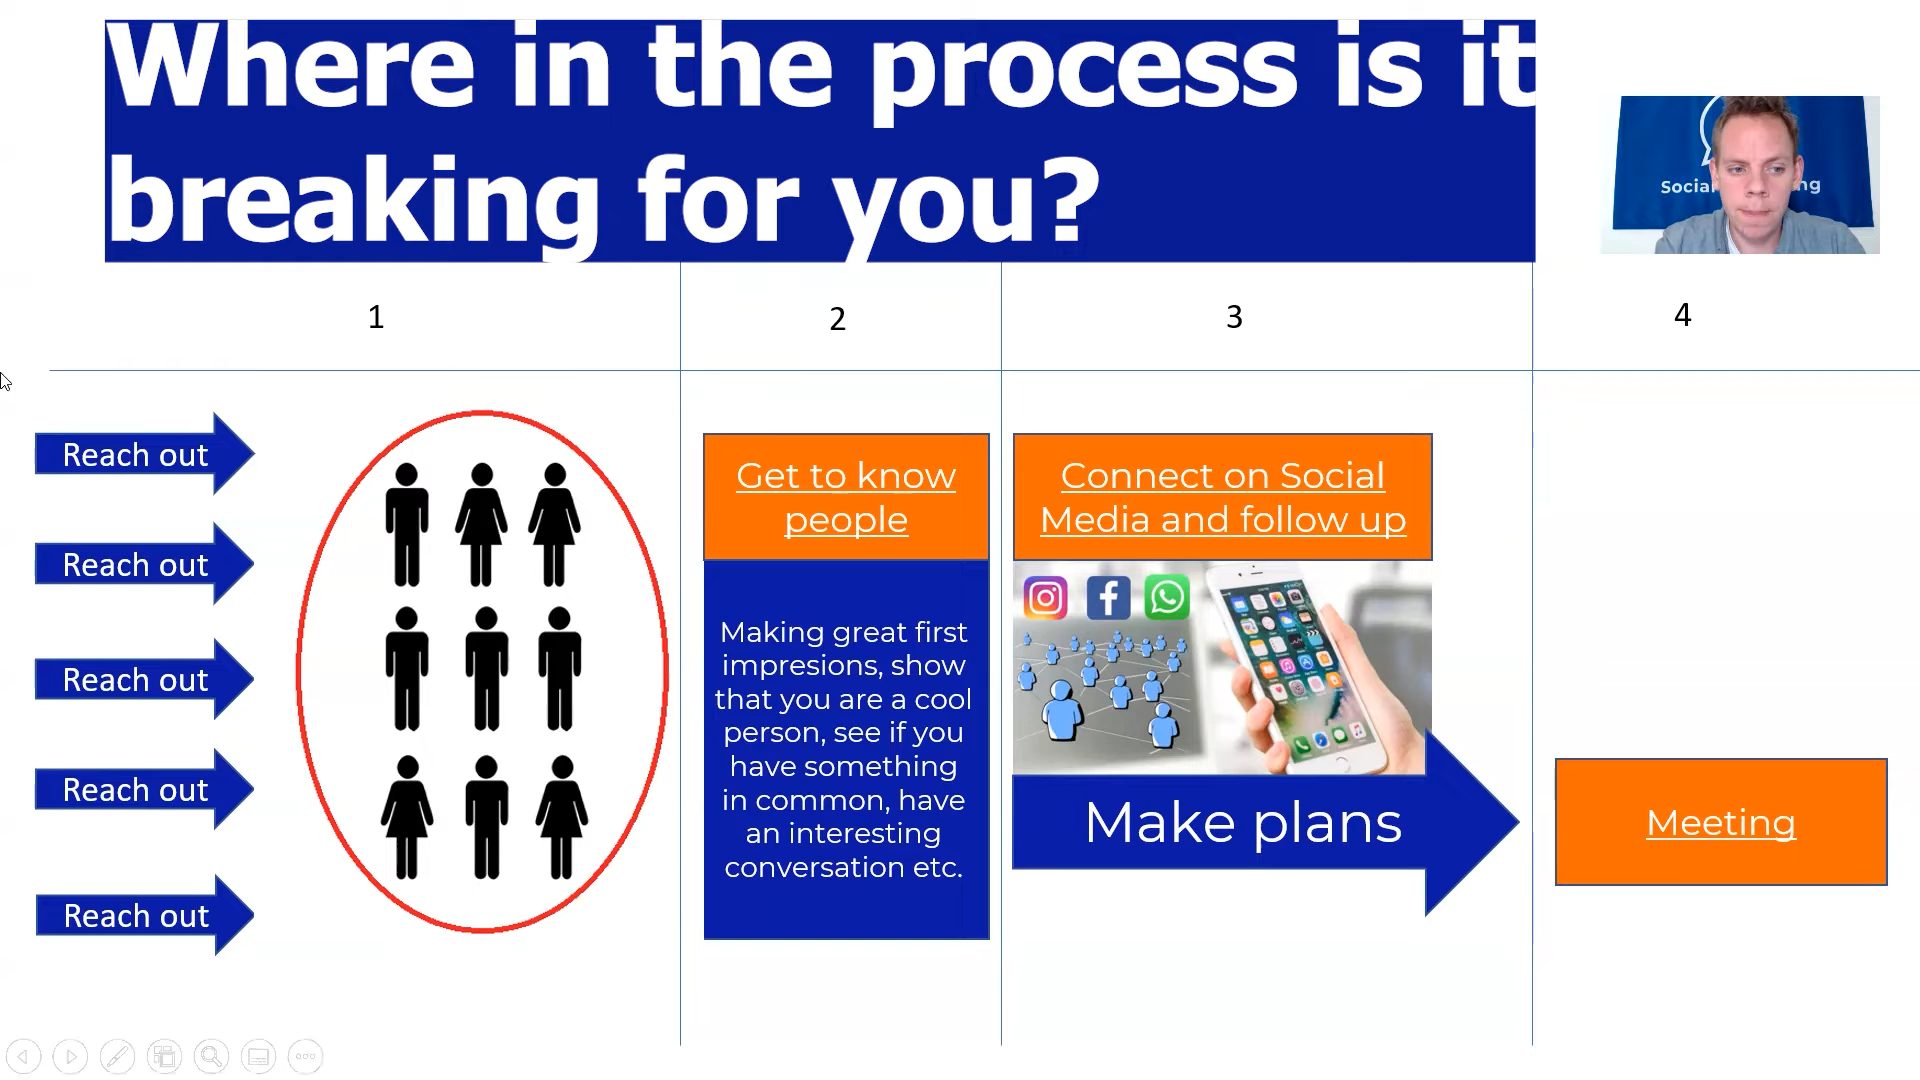 Where in the process is it
breaking for you?
1
2
3
4
Reach out
Reach out
Reach out
Reach out
Reach out
Get to know
people
Making great first
impresions, show
that you are a cool
person, see if you
have something
in common, have
an interesting
conversation etc.
Connect on Social
Media and follow up
Make plans
Meeting